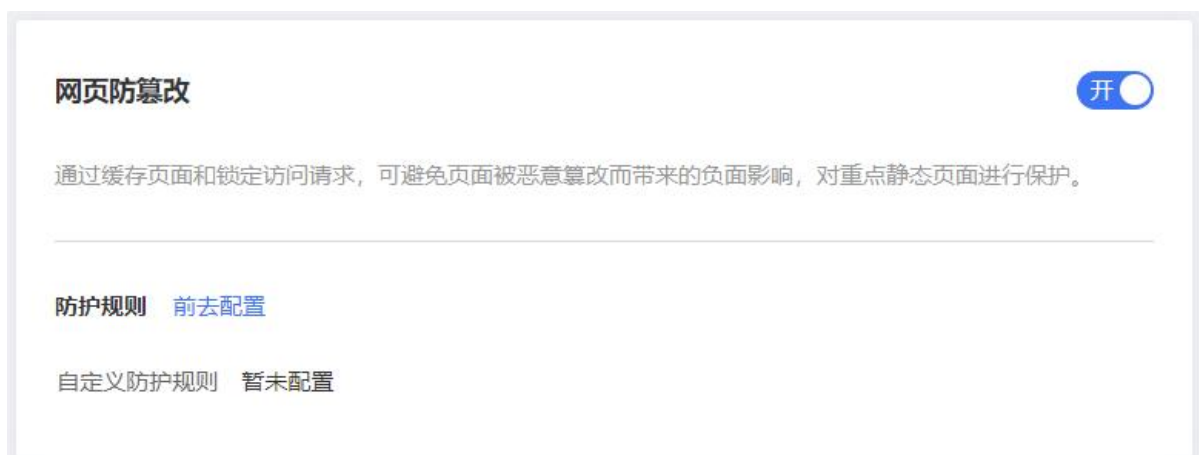 网页防篡改
开
通过缓存页面和锁定访问请求，可避免页面被恶意篡改而带来的负面影响，对重点静态页面进行保护。
防护规则 前去配置
自定义防护规则 暂未配置